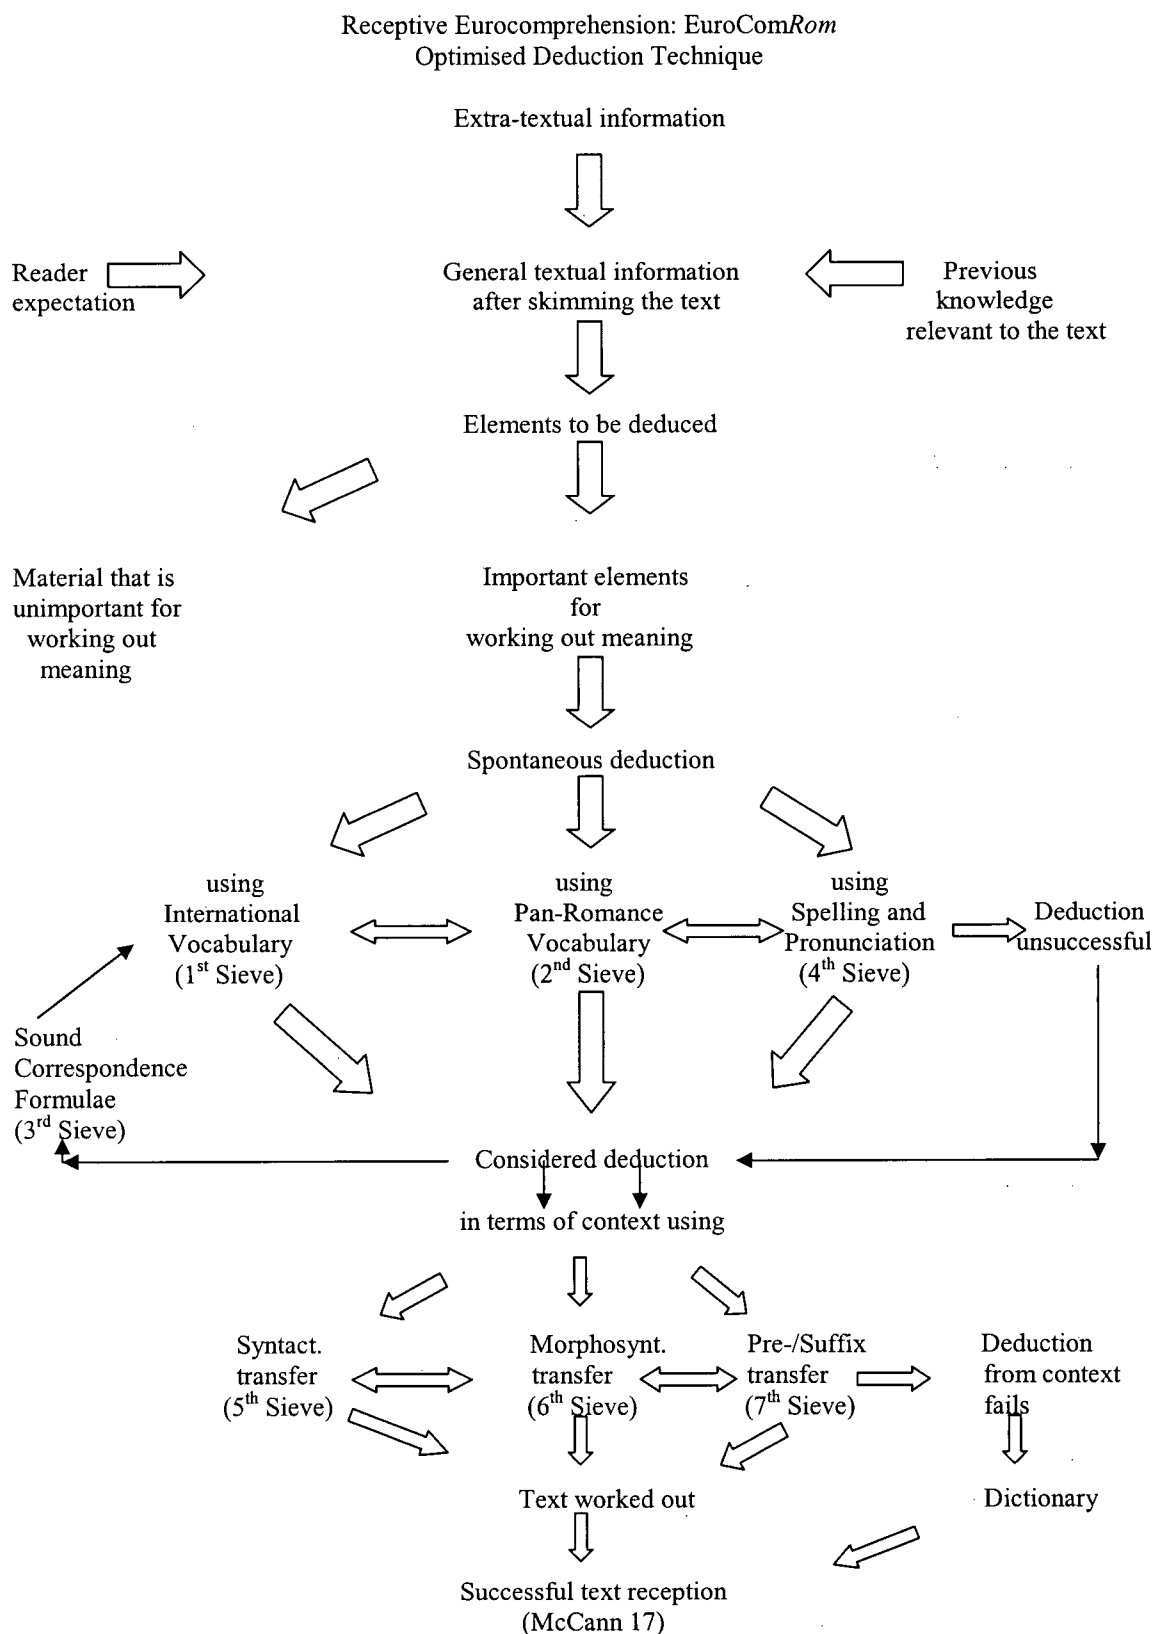 Receptive Eurocomprehension: EuroComRom
Optimised Deduction Technique
Extra-textual information
Reader
expectation
General textual information
after skimming the text
Previous
knowledge
relevant to the text
Elements to be deduced
Material that is
unimportant for
working out
meaning
Important elements
for
working out meaning
Spontaneous deduction
using
International
Vocabulary
(1st Sieve)
using
Pan-Romance
Vocabulary
(2nd Sieve)
using
Spelling and
Pronunciation
(4th Sieve)
Deduction
unsuccessful
Sound
Correspondence
Formulae
(3rd Sieve)
Considered deduction
in terms of context using
Syntact.
transfer
(5th Sieve)
Morphosynt.
transfer
(6th Sieve)
Pre-/Suffix
transfer
(7th Sieve)
Deduction
from context
fails
Text worked out
Dictionary
Successful text reception
(McCann 17)